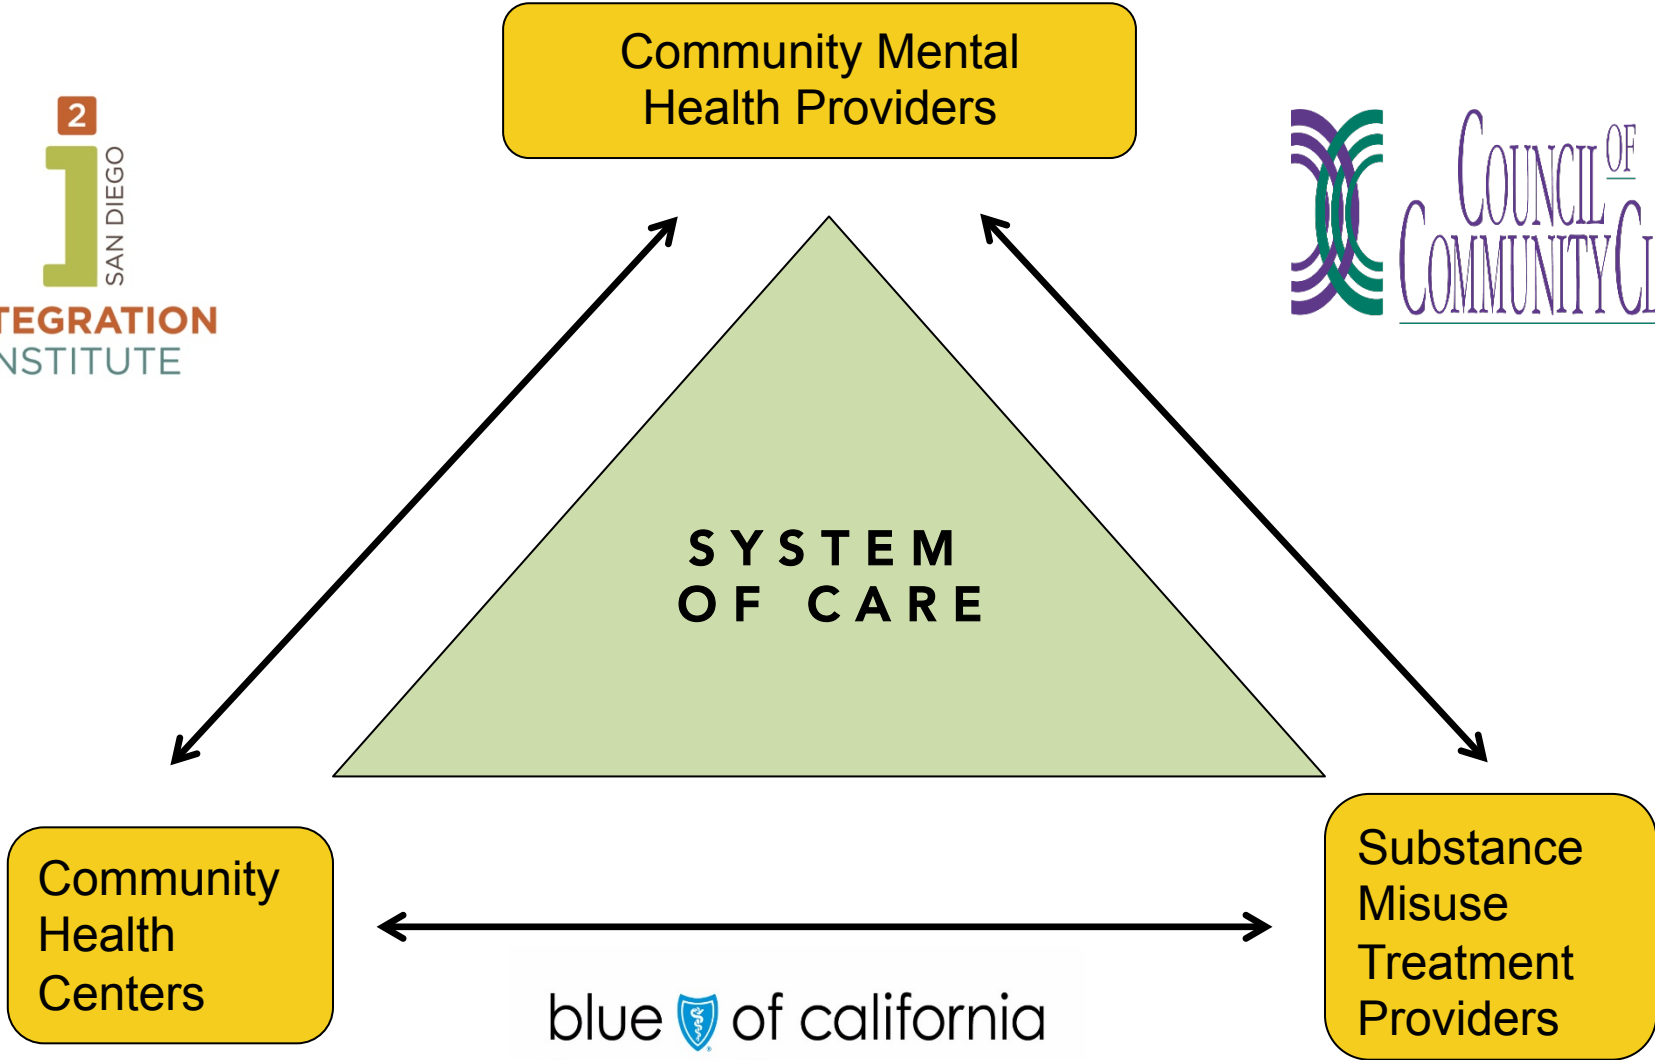 Community Mental
Health Providers
2
SAN DIEGO
TEGRATION
NSTITUTE
COUNCIL OF
COMMUNITY CL
SYSTEM
OF CARE
Community
Health
Centers
blue of california
Substance
Misuse
Treatment
Providers